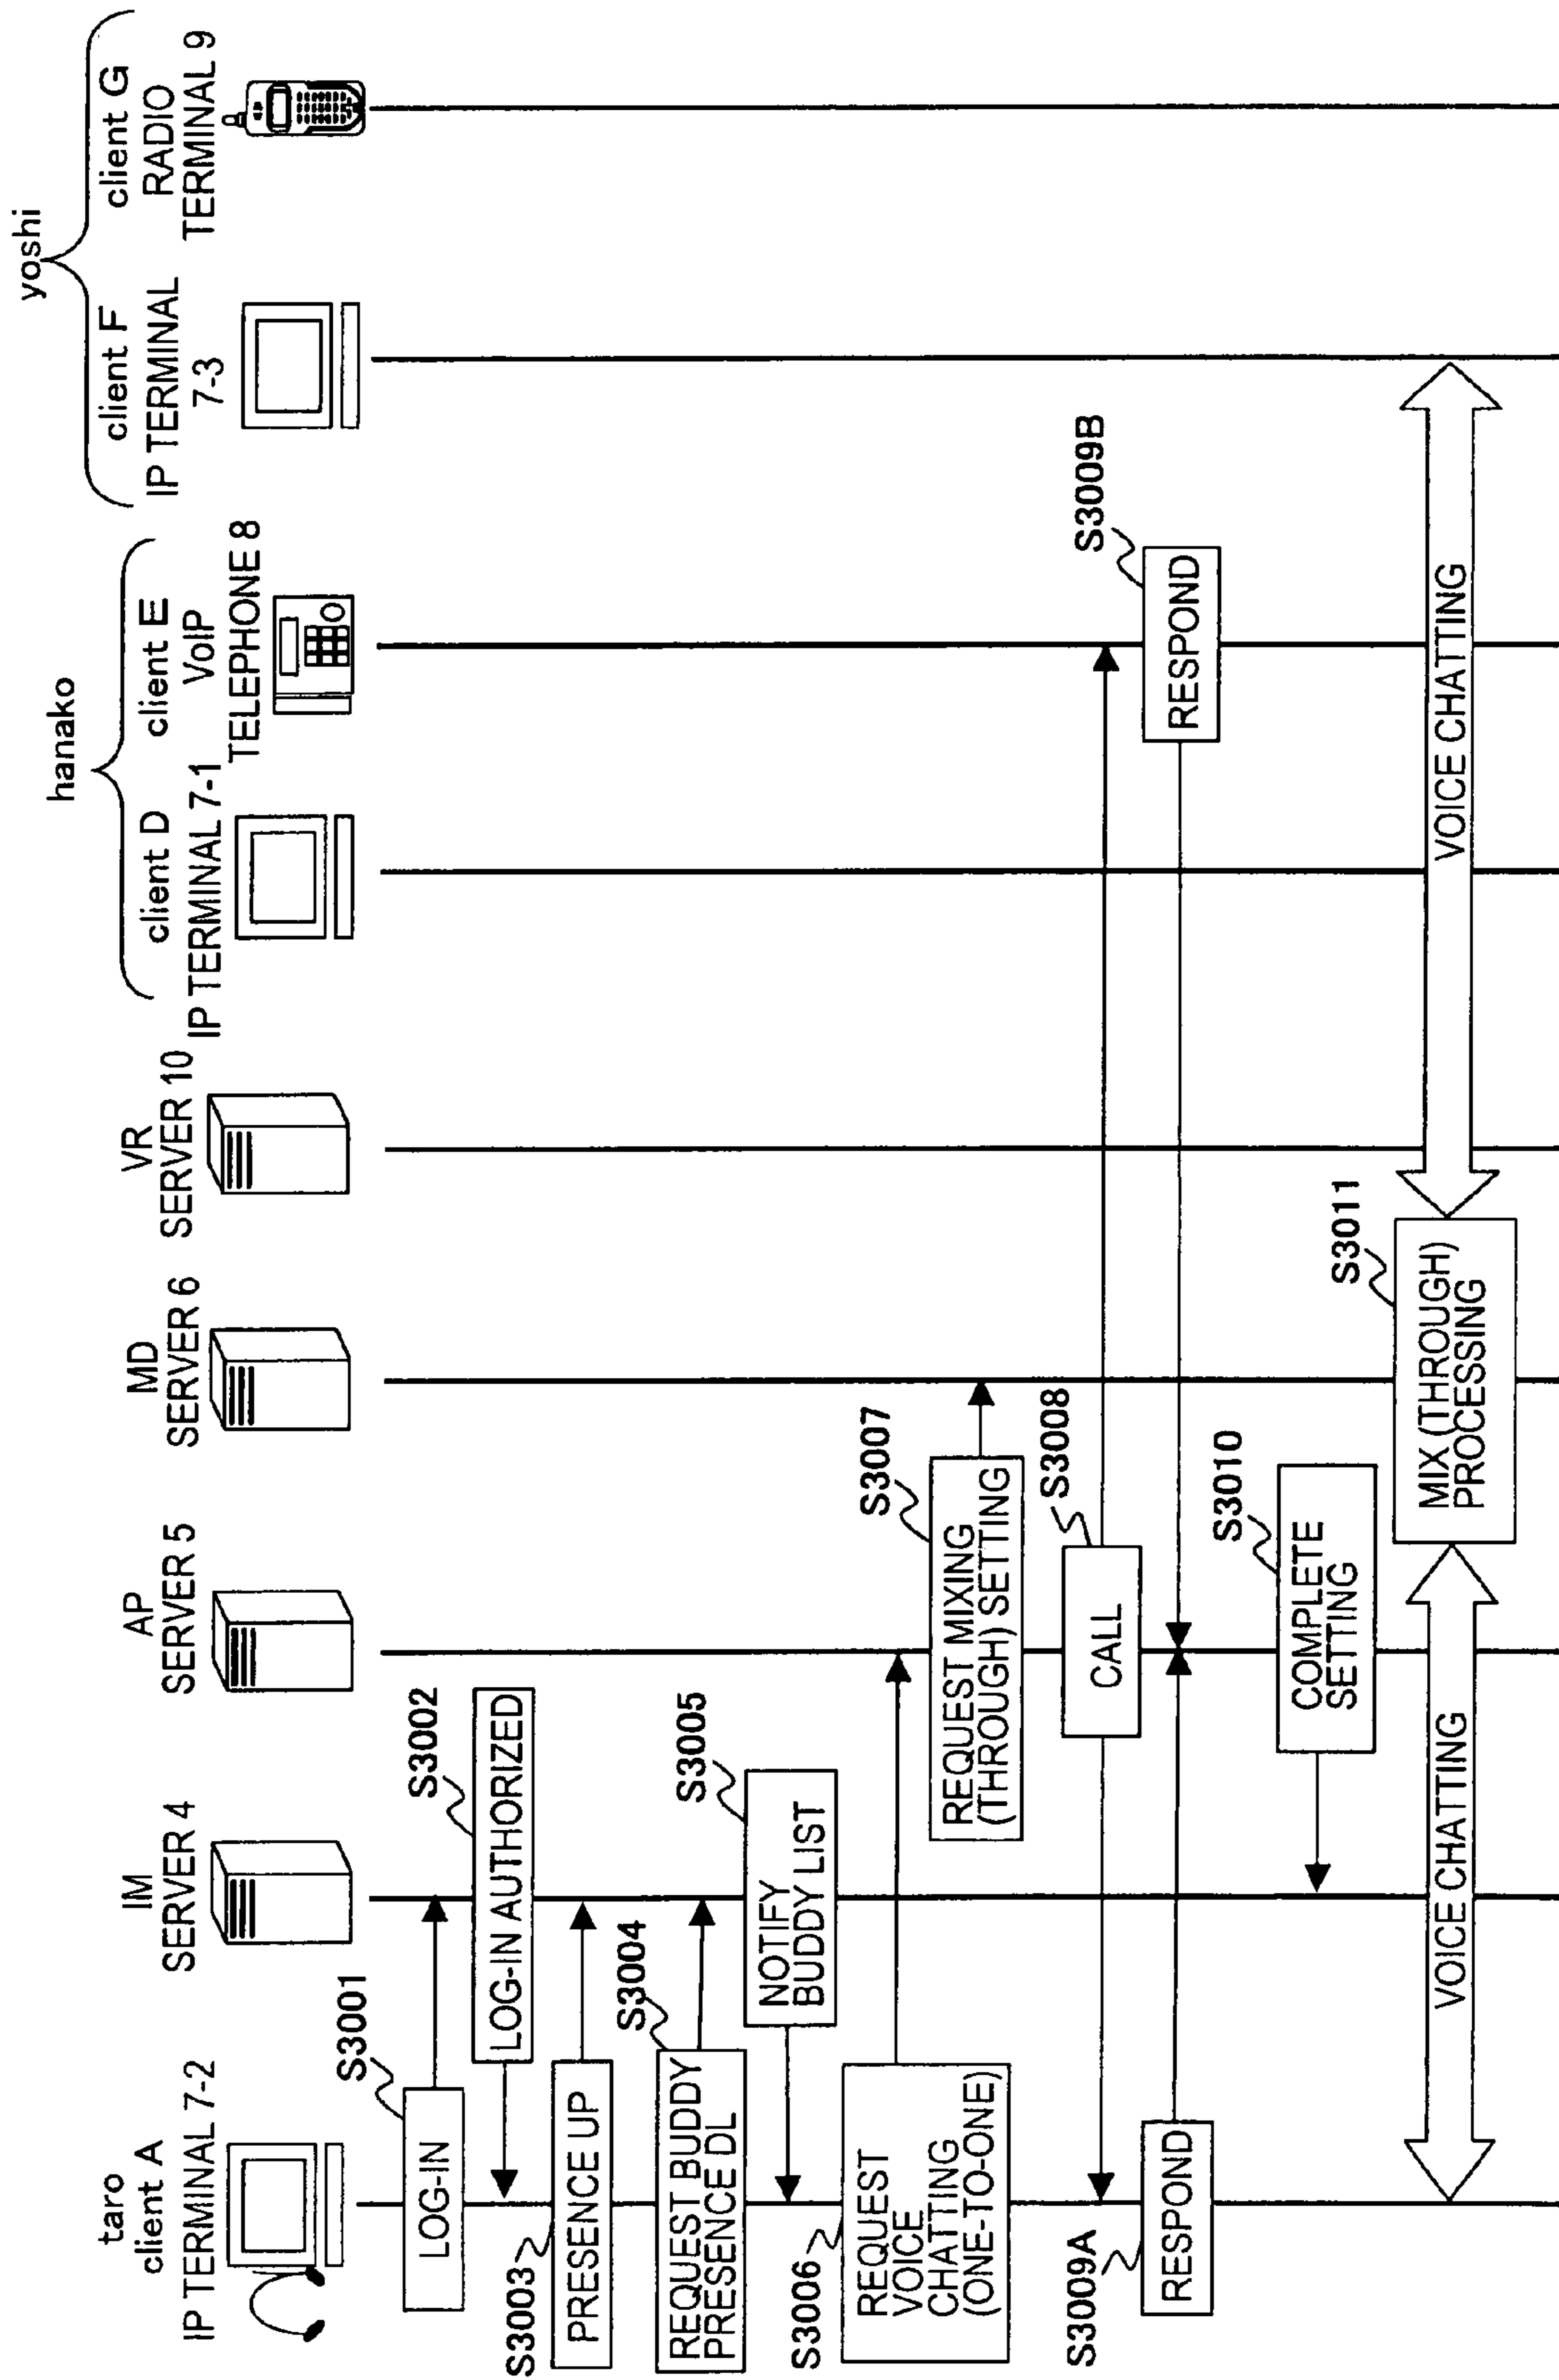 taro
client A
IP TERMINAL 7-2
IM
SERVER 4
AP
SERVER 5
MD
SERVER 6
VR
SERVER 10
hanako
client D
IP TERMINAL 7-1
client E
VoIP
TELEPHONE 8
yoshi
client F
IP TERMINAL
7-3
client G
RADIO
TERMINAL 9
S3001
LOG-IN
S3002
LOG-IN AUTHORIZED
S3003
PRESENCE UP
S3004
REQUEST BUDDY
PRESENCE DL
S3005
NOTIFY
BUDDY LIST
S3006
REQUEST
VOICE
CHATTING
(ONE-TO-ONE)
S3007
REQUEST MIXING
(THROUGH) SETTING
S3008
CALL
S3009A
RESPOND
S3009B
RESPOND
S3010
COMPLETE
SETTING
S3011
MIX (THROUGH)
PROCESSING
VOICE CHATTING
VOICE CHATTING